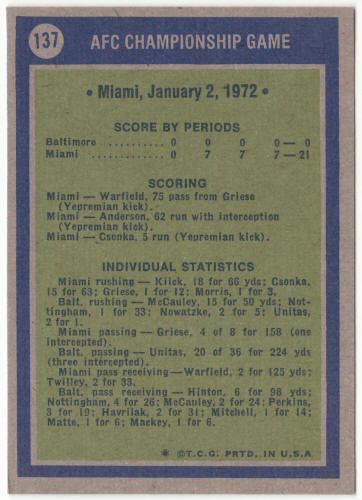 137
AFC CHAMPIONSHIP GAME
• Miami, January 2, 1972 •
SCORE BY PERIODS
Baltimore ........... 0 0 0 0 — 0
Miami ............. 0 7 7 7 — 21
SCORING
Miami — Warfield, 75 pass from Griese
(Yepremian kick).
Miami — Anderson, 62 run with interception
(Yepremian kick).
Miami — Csonka, 5 run (Yepremian kick).
INDIVIDUAL STATISTICS
Miami rushing — Kiick, 18 for 66 yds; Csonka,
15 for 63; Griese, 1 for 12; Morris, 1 for 3.
Balt. rushing — McCauley, 15 for 50 yds; Not-
tingham, 1 for 33; Nowatzke, 2 for 5; Unitas,
2 for 1.
Miami passing — Griese, 4 of 8 for 158 (one
intercepted).
Balt. passing — Unitas, 20 of 36 for 224 yds
(three intercepted).
Miami pass receiving — Warfield, 2 for 125 yds;
Twilley, 2 for 33.
Balt. pass receiving — Hinton, 6 for 98 yds;
Nottingham, 4 for 26; McCauley, 2 for 24; Perkins,
3 for 19; Havrilak, 2 for 31; Mitchell, 1 for 14;
Matte, 1 for 6; Mackey, 1 for 6.
* ©T.C.G. PRTD. IN U.S.A